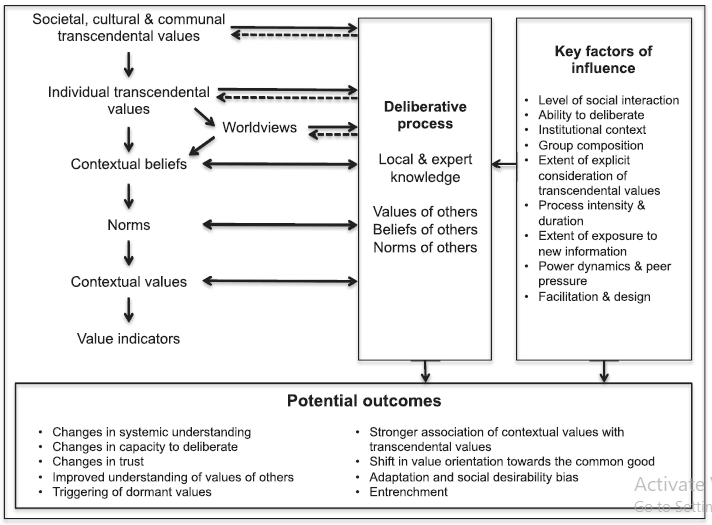 Societal, cultural & communal
transcendental values
Individual transcendental
values
Worldviews
Contextual beliefs
Norms
Contextual values
Value indicators
Deliberative
process
Local & expert
knowledge
Values of others
Beliefs of others
Norms of others
Key factors of
influence
• Level of social interaction
• Ability to deliberate
• Institutional context
• Group composition
• Extent of explicit
consideration of
transcendental values
• Process intensity &
duration
• Extent of exposure to
new information
• Power dynamics & peer
pressure
• Facilitation & design
Potential outcomes
• Changes in systemic understanding
• Changes in capacity to deliberate
• Changes in trust
• Improved understanding of values of others
• Triggering of dormant values
• Stronger association of contextual values with
transcendental values
• Shift in value orientation towards the common good
• Adaptation and social desirability bias
• Entrenchment
Activate
Go to